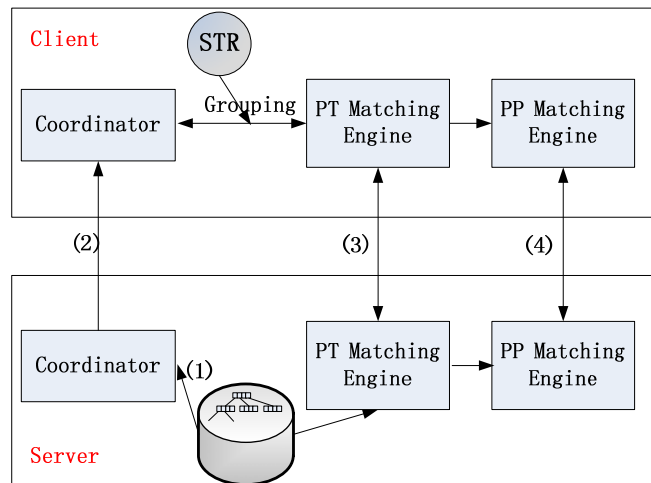 Client
STR
Grouping
Coordinator
PT Matching
Engine
PP Matching
Engine
(2)
(3)
(4)
Coordinator
(1)
PT Matching
Engine
PP Matching
Engine
Server